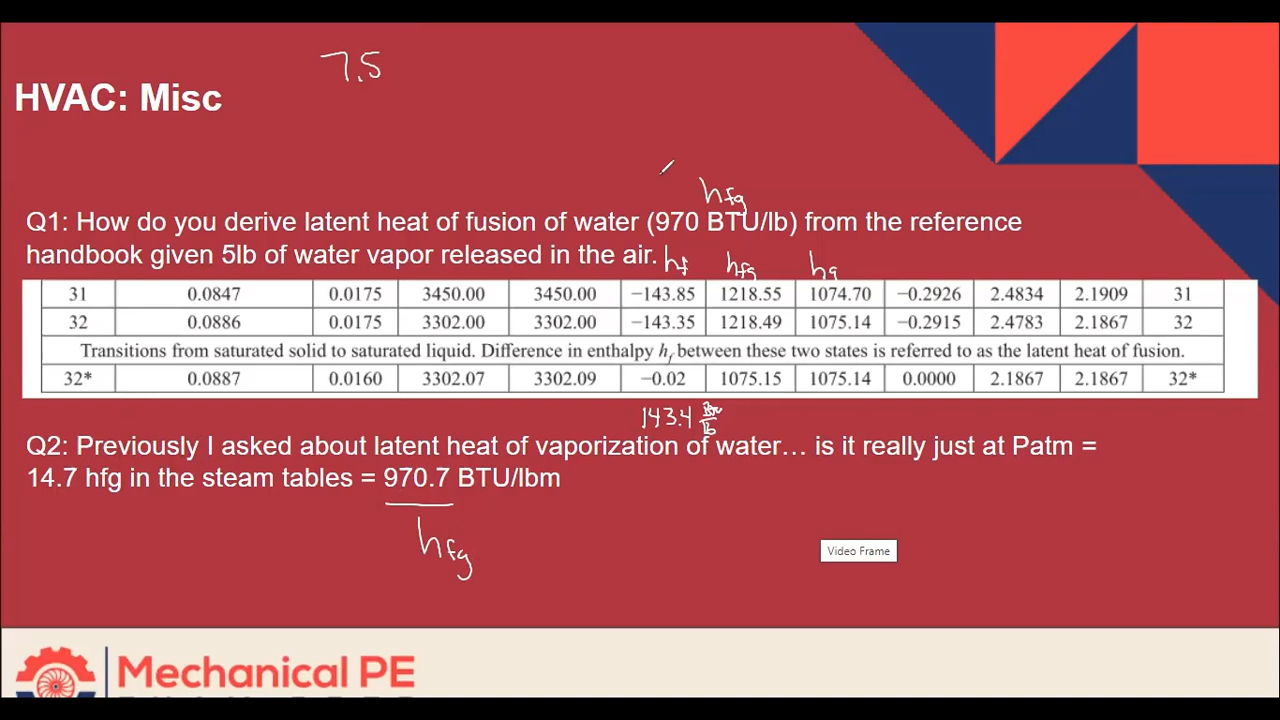 7.5
HVAC: Misc
hfg
Q1: How do you derive latent heat of fusion of water (970 BTU/lb) from the reference
handbook given 5lb of water vapor released in the air.
hf hfg hg
31 0.0847 0.0175 3450.00 3450.00 −143.85 1218.55 1074.70 −0.2926 2.4834 2.1909 31
32 0.0886 0.0175 3302.00 3302.00 −143.35 1218.49 1075.14 −0.2915 2.4783 2.1867 32
Transitions from saturated solid to saturated liquid. Difference in enthalpy hf between these two states is referred to as the latent heat of fusion.
32* 0.0887 0.0160 3302.07 3302.09 −0.02 1075.15 1075.14 0.0000 2.1867 2.1867 32*
143.4 Btu/lb
Q2: Previously I asked about latent heat of vaporization of water… is it really just at Patm =
14.7 hfg in the steam tables = 970.7 BTU/lbm
hfg
Video Frame
Mechanical PE